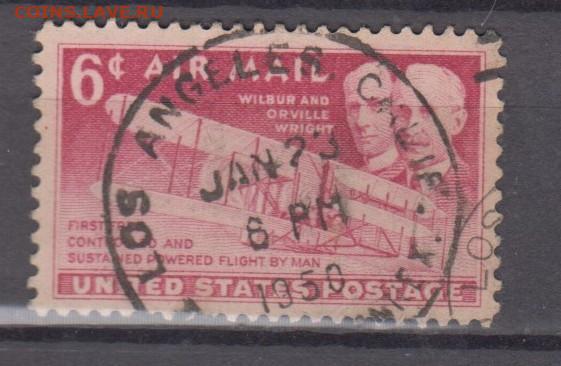 COINS.LAVE.RU
6¢ AIR MAIL
WILBUR AND
ORVILLE
WRIGHT
LOS ANGELES, CALIF.
JAN 23
6 PM
1950
FIRST
CONTROLLED AND
SUSTAINED POWERED FLIGHT BY MAN
UNITED STATES POSTAGE
LOS